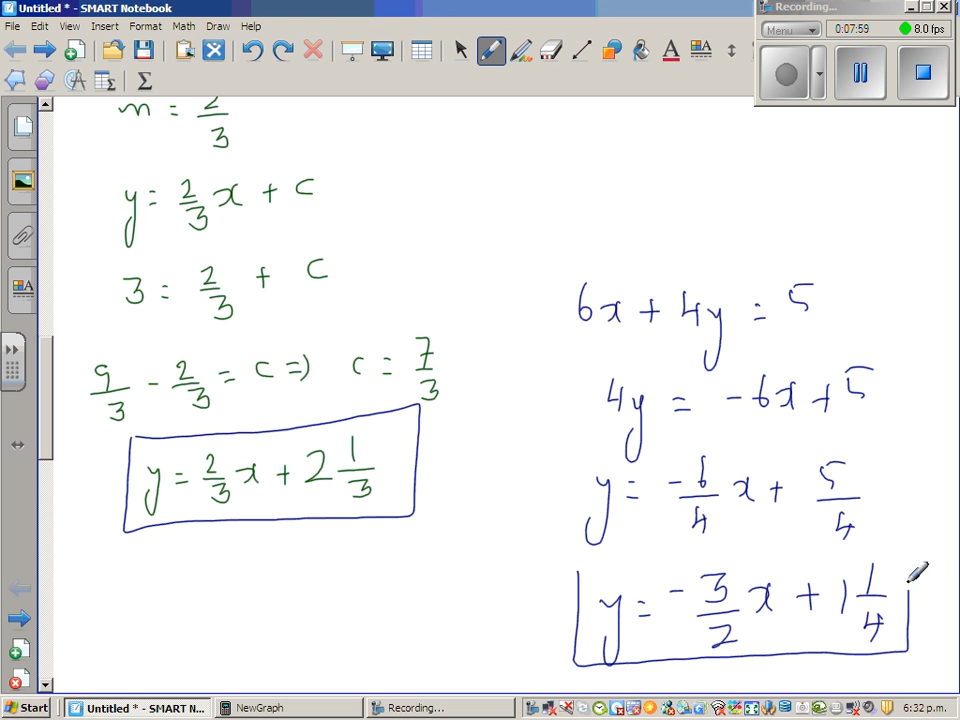 Untitled * - SMART Notebook
File Edit View Insert Format Math Draw Window Help
Recording...
Menu
0:07:59
8.0 fps
m = 2/3
y = 2/3 x + c
3 = 2/3 + c
9/3 - 2/3 = c => c = 7/3
y = 2/3 x + 2 1/3
6x + 4y = 5
4y = -6x + 5
y = -6/4 x + 5/4
y = -3/2 x + 1 1/4
Start
Untitled * - SMART N...
NewGraph
Recording...
6:32 p.m.